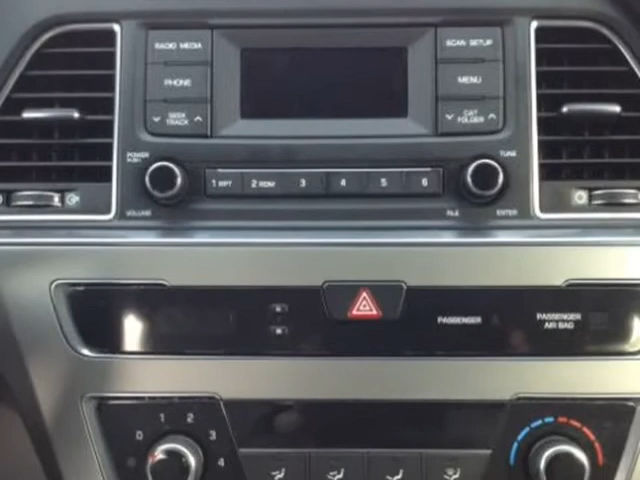 RADIO MEDIA
SCAN SETUP
PHONE
MENU
SEEK
TRACK
CAT
FOLDER
POWER
PUSH
TUNE
1 RPT 2 RDM 3 4 5 6
VOLUME
FILE
ENTER
PASSENGER
PASSENGER
AIR BAG
0 1 2 3 4